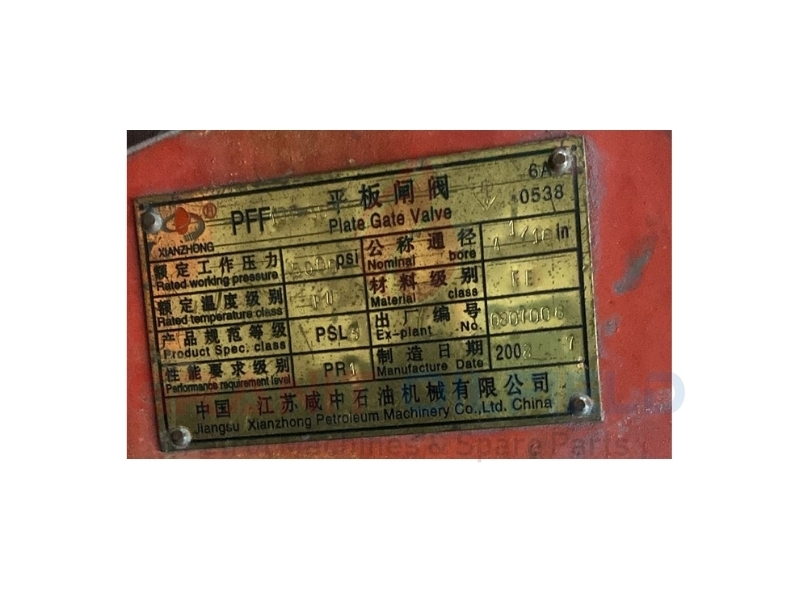 6A
0538
®
XIANZHONG
PFF 平板闸阀
Plate Gate Valve
额定工作压力 psi 公称通径 in
Rated working pressure Nominal bore
额定温度级别 材料级别
Rated temperature class Material class
产品规范等级 PSL 出厂编号
Product Spec. class Ex-plant No.
性能要求级别 PR1 制造日期 200 7
Performance requirement level Manufacture Date
中国·江苏咸中石油机械有限公司
Jiangsu Xianzhong Petroleum Machinery Co.,Ltd. China